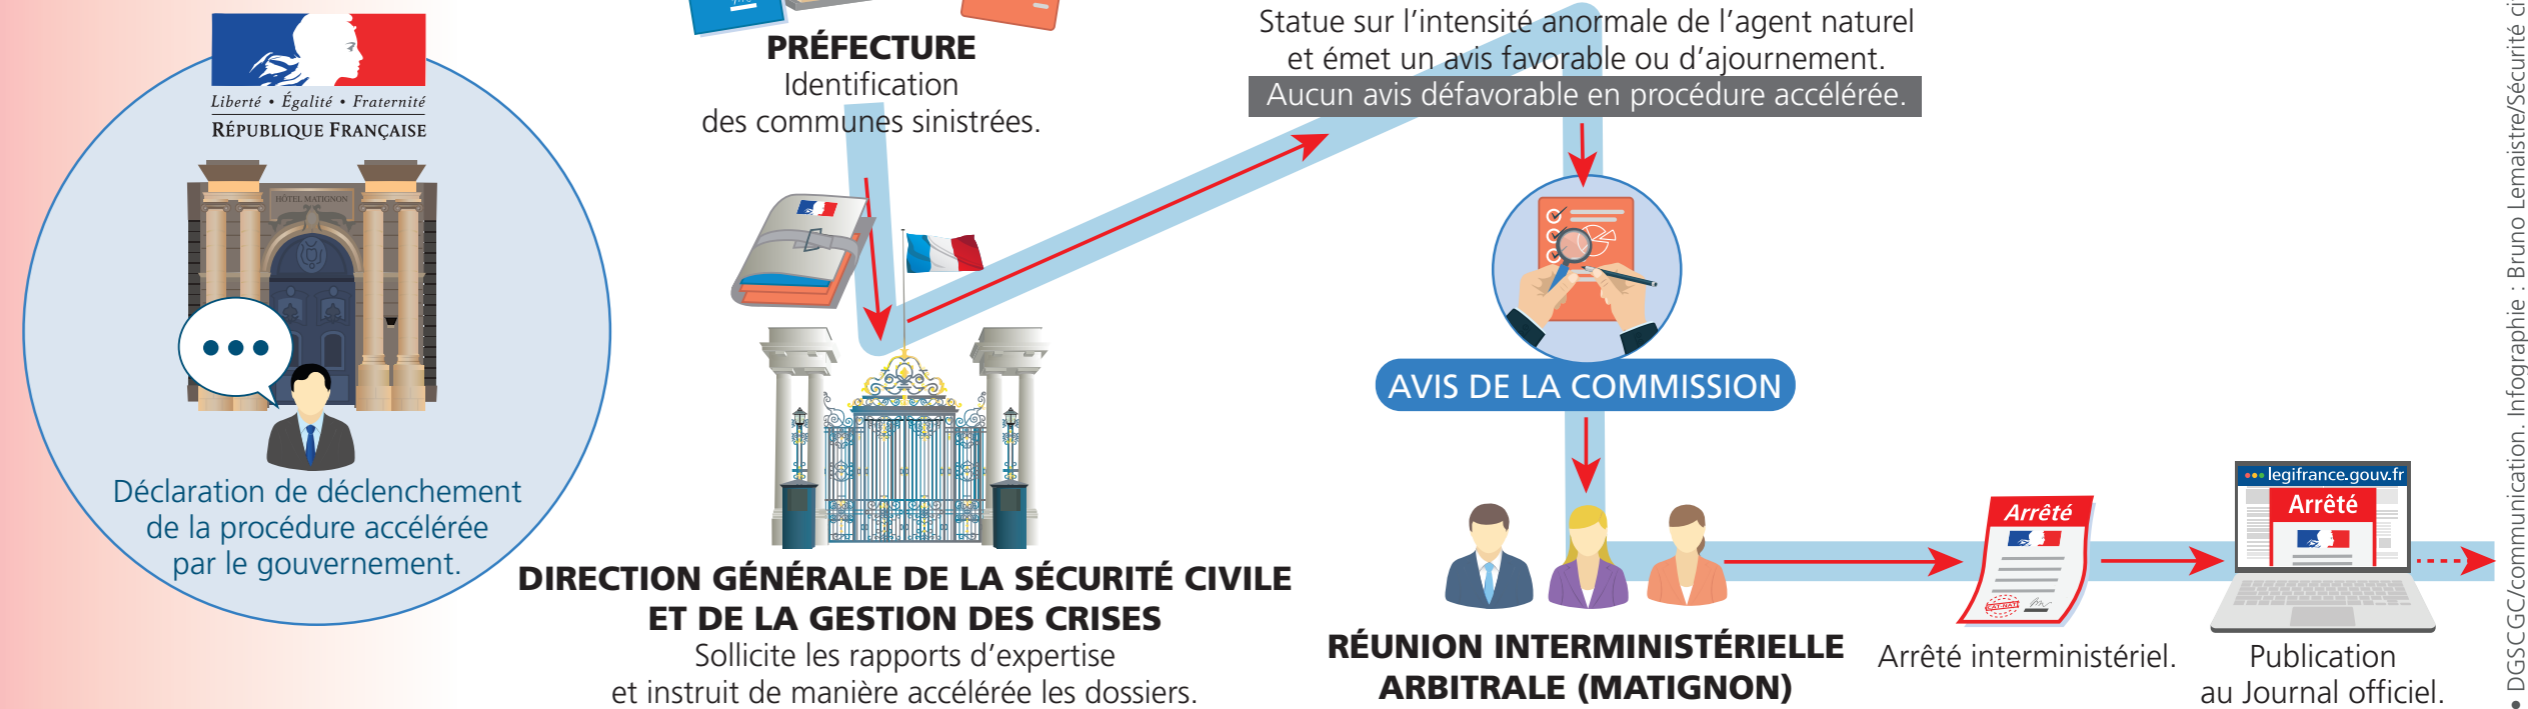 Liberté • Égalité • Fraternité
RÉPUBLIQUE FRANÇAISE
HÔTEL MATIGNON
Déclaration de déclenchement
de la procédure accélérée
par le gouvernement.
PRÉFECTURE
Identification
des communes sinistrées.
DIRECTION GÉNÉRALE DE LA SÉCURITÉ CIVILE
ET DE LA GESTION DES CRISES
Sollicite les rapports d’expertise
et instruit de manière accélérée les dossiers.
Statue sur l’intensité anormale de l’agent naturel
et émet un avis favorable ou d’ajournement.
Aucun avis défavorable en procédure accélérée.
AVIS DE LA COMMISSION
RÉUNION INTERMINISTÉRIELLE
ARBITRALE (MATIGNON)
Arrêté
CAT-NAT
Arrêté interministériel.
legifrance.gouv.fr
Arrêté
Publication
au Journal officiel.
• DGSCGC/communication. Infographie : Bruno Lemaistre/Sécurité ci